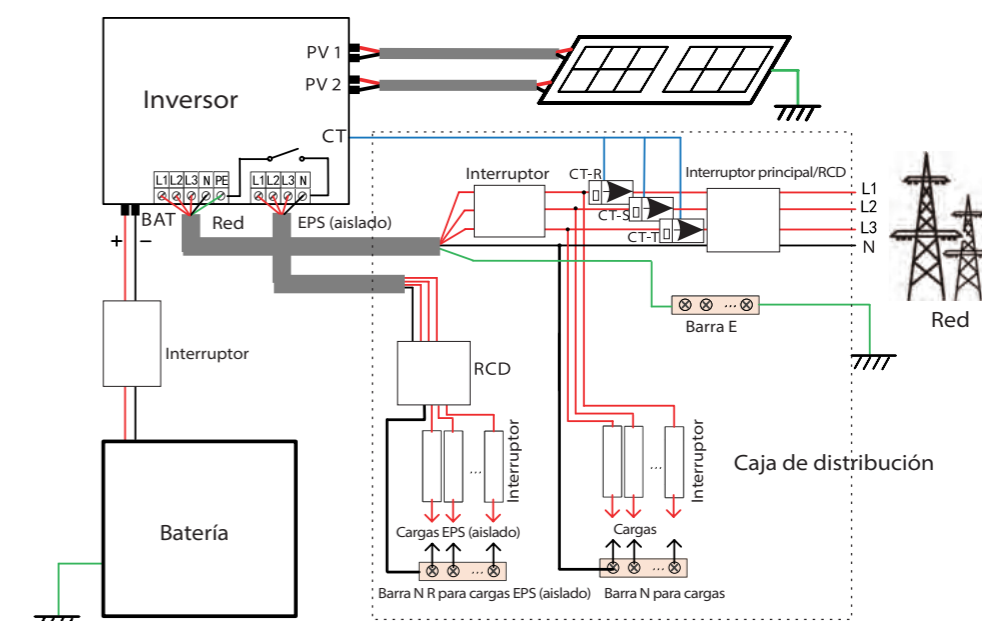 PV 1
PV 2
Inversor
CT
L1 L2 L3 N PE
L1 L2 L3 N
BAT
Red
EPS (aislado)
+
−
Interruptor
CT-R
CT-S
CT-T
Interruptor principal/RCD
L1
L2
L3
N
Red
...
Barra E
Interruptor
RCD
...
Interruptor
...
Interruptor
Caja de distribución
Batería
Cargas EPS (aislado)
Cargas
...
...
Barra N R para cargas EPS (aislado)
Barra N para cargas